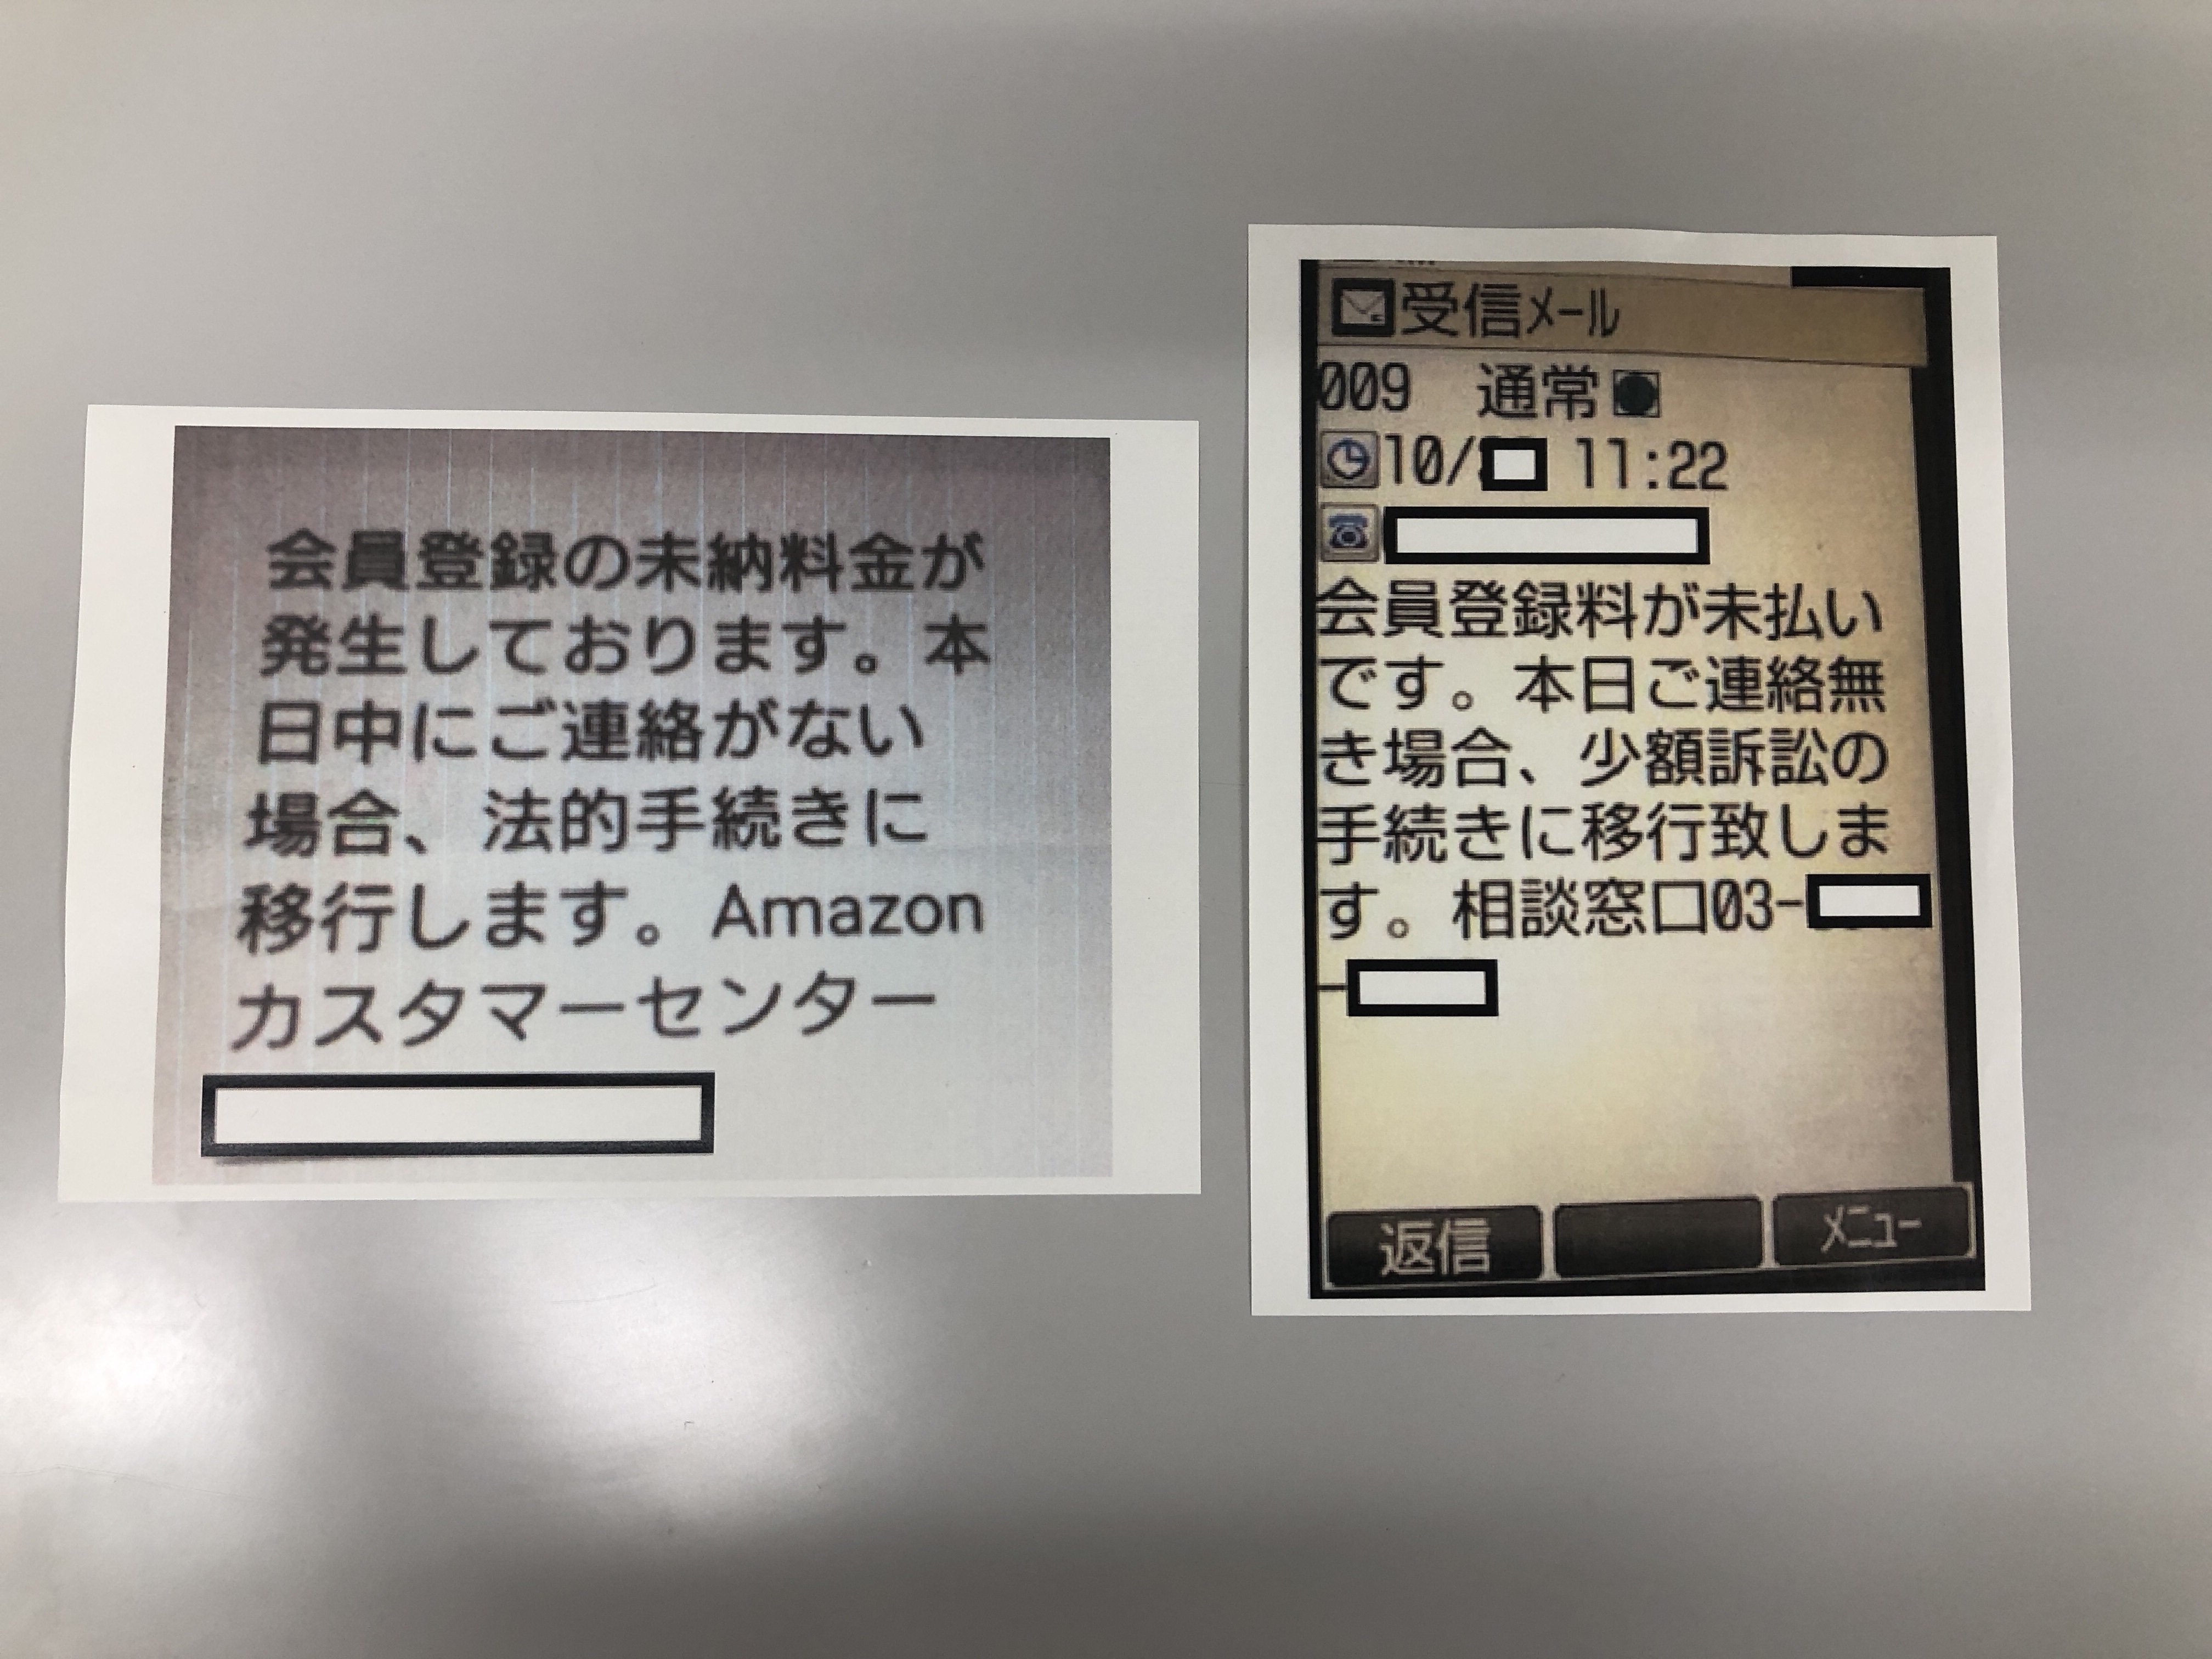 会員登録の未納料金が
発生しております。本
日中にご連絡がない
場合、法的手続きに
移行します。Amazon
カスタマーセンター
受信ﾒｰﾙ
009 通常
10/ 11:22
会員登録料が未払い
です。本日ご連絡無
き場合、少額訴訟の
手続きに移行致しま
す。相談窓口03-
-
返信
ﾒﾆｭｰ